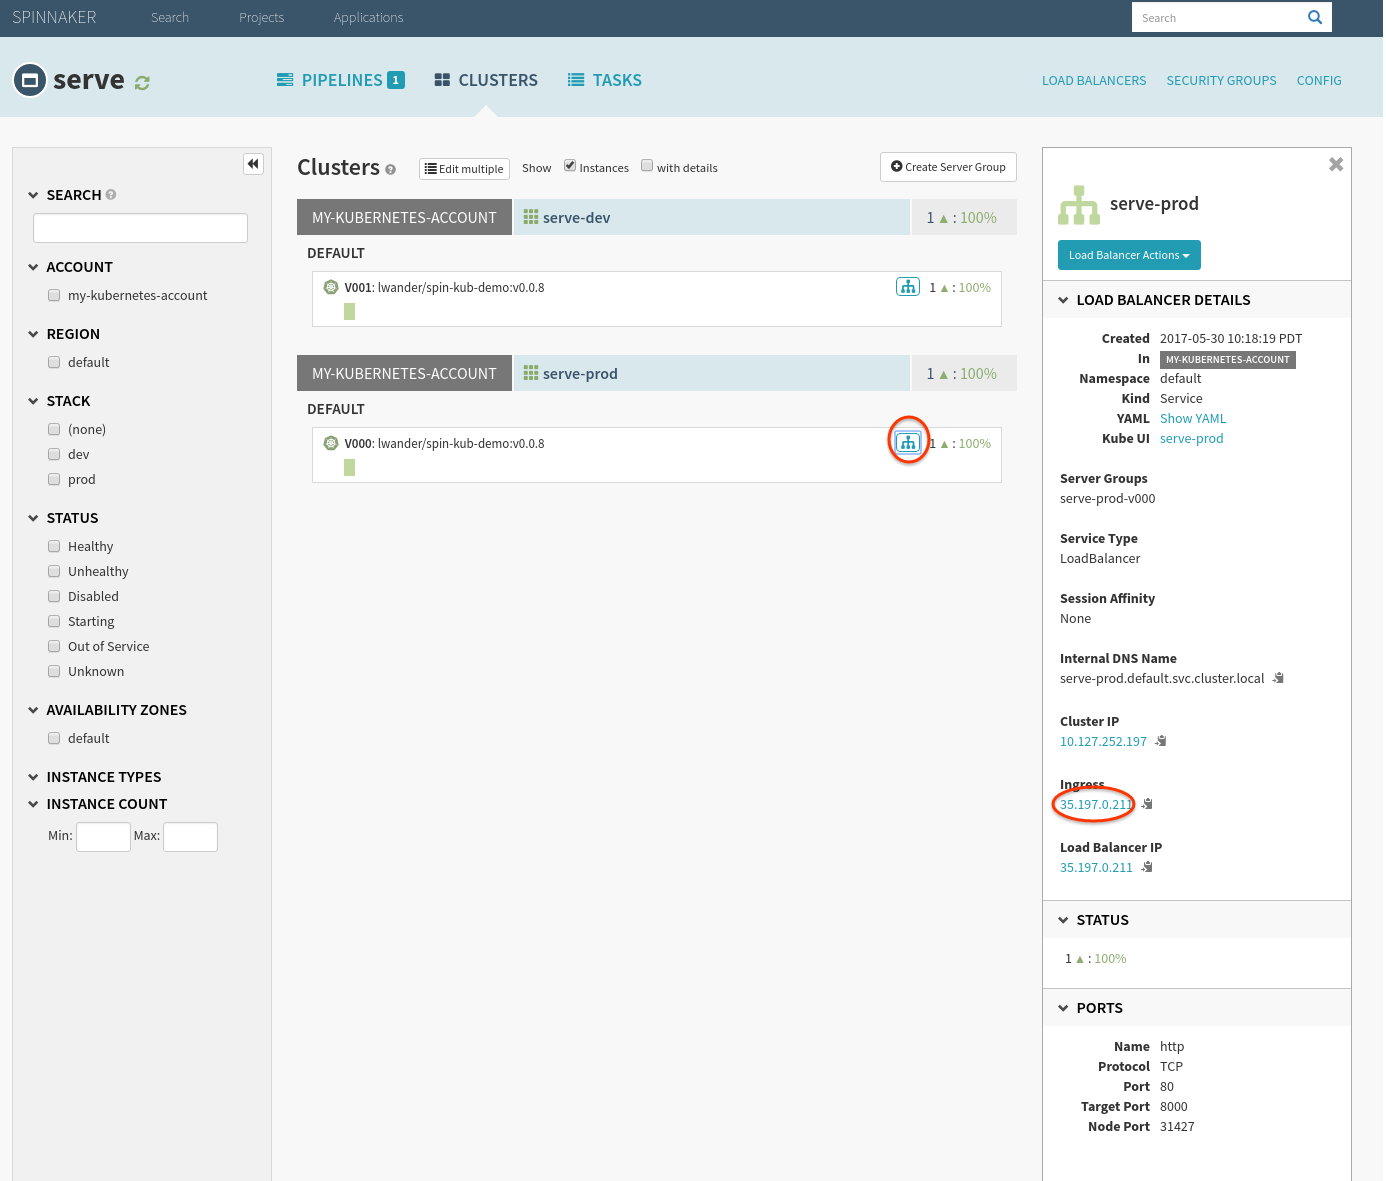 SPINNAKER Search Projects Applications Search
serve PIPELINES 1 CLUSTERS TASKS LOAD BALANCERS SECURITY GROUPS CONFIG
SEARCH
ACCOUNT
my-kubernetes-account
REGION
default
STACK
(none)
dev
prod
STATUS
Healthy
Unhealthy
Disabled
Starting
Out of Service
Unknown
AVAILABILITY ZONES
default
INSTANCE TYPES
INSTANCE COUNT
Min: Max:
Clusters Edit multiple Show Instances with details Create Server Group
MY-KUBERNETES-ACCOUNT serve-dev 1 ▲ : 100%
DEFAULT
V001: lwander/spin-kub-demo:v0.0.8 1 ▲ : 100%
MY-KUBERNETES-ACCOUNT serve-prod 1 ▲ : 100%
DEFAULT
V000: lwander/spin-kub-demo:v0.0.8 1 ▲ : 100%
serve-prod
Load Balancer Actions
LOAD BALANCER DETAILS
Created 2017-05-30 10:18:19 PDT
In MY-KUBERNETES-ACCOUNT
Namespace default
Kind Service
YAML Show YAML
Kube UI serve-prod
Server Groups
serve-prod-v000
Service Type
LoadBalancer
Session Affinity
None
Internal DNS Name
serve-prod.default.svc.cluster.local
Cluster IP
10.127.252.197
Ingress
35.197.0.211
Load Balancer IP
35.197.0.211
STATUS
1 ▲ : 100%
PORTS
Name http
Protocol TCP
Port 80
Target Port 8000
Node Port 31427